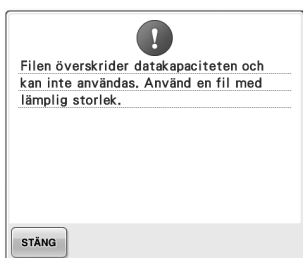 Filen överskrider datakapaciteten och
kan inte användas. Använd en fil med
lämplig storlek.
STÄNG